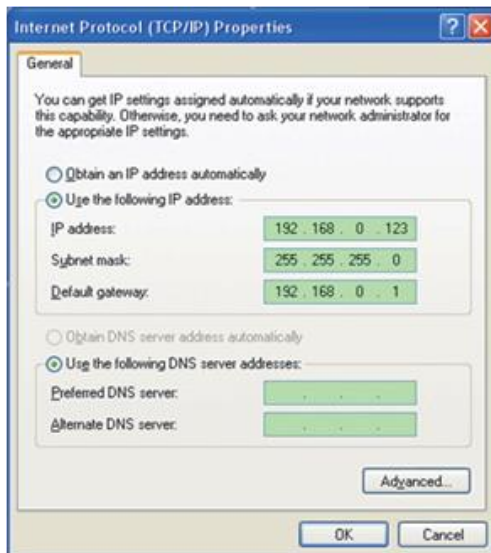 Internet Protocol (TCP/IP) Properties
General
You can get IP settings assigned automatically if your network supports
this capability. Otherwise, you need to ask your network administrator for
the appropriate IP settings.
Obtain an IP address automatically
Use the following IP address:
IP address: 192 . 168 . 0 . 123
Subnet mask: 255 . 255 . 255 . 0
Default gateway: 192 . 168 . 0 . 1
Obtain DNS server address automatically
Use the following DNS server addresses:
Preferred DNS server: . . .
Alternate DNS server: . . .
Advanced...
OK Cancel